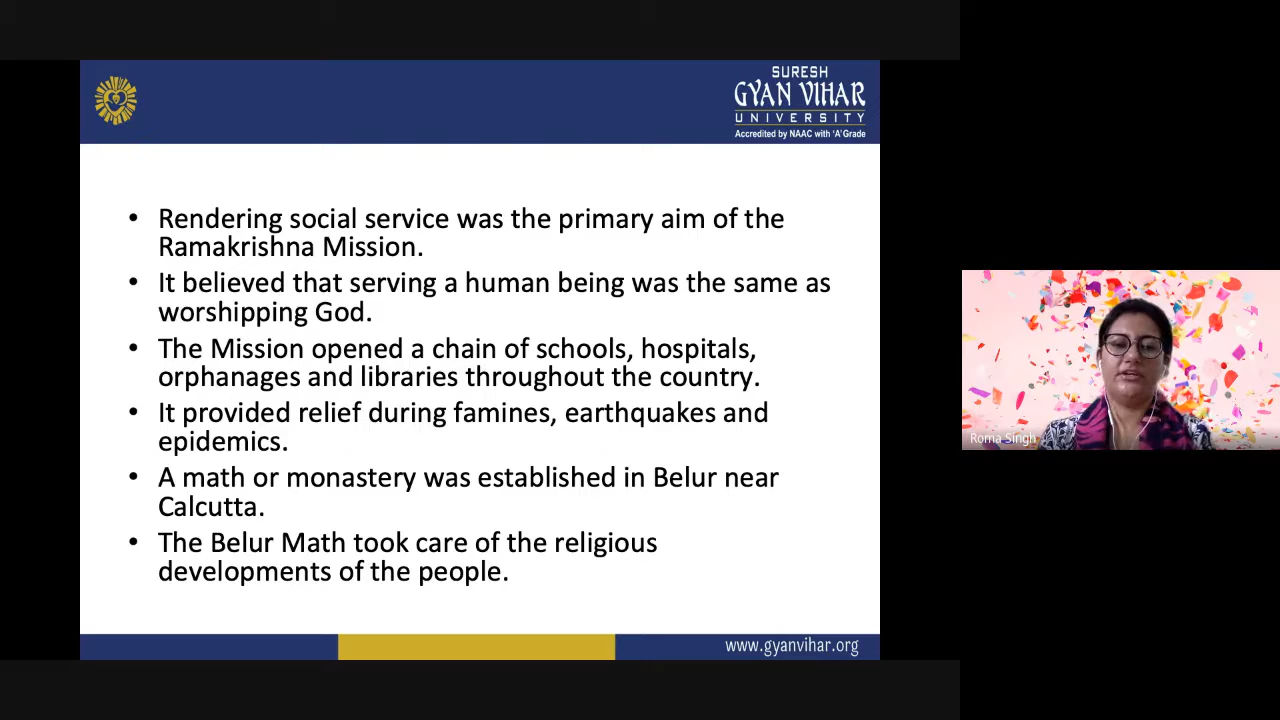 SURESH
GYAN VIHAR
UNIVERSITY
Accredited by NAAC with 'A' Grade
• Rendering social service was the primary aim of the
Ramakrishna Mission.
• It believed that serving a human being was the same as
worshipping God.
• The Mission opened a chain of schools, hospitals,
orphanages and libraries throughout the country.
• It provided relief during famines, earthquakes and
epidemics.
• A math or monastery was established in Belur near
Calcutta.
• The Belur Math took care of the religious
developments of the people.
www.gyanvihar.org
Roma Singh